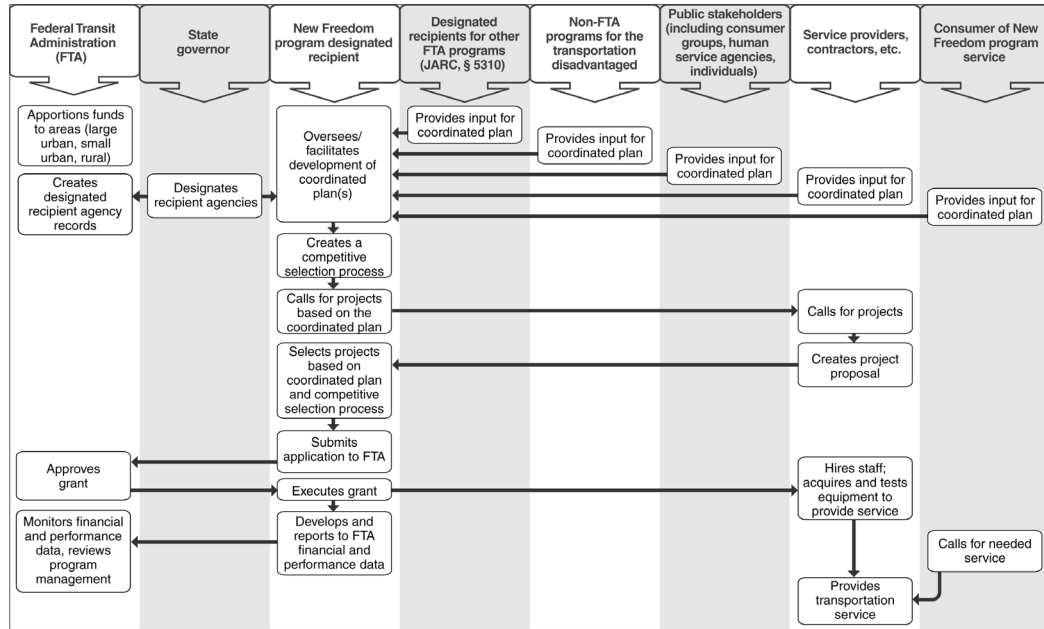 Federal Transit
Administration
(FTA)
State
governor
New Freedom
program designated
recipient
Designated
recipients for other
FTA programs
(JARC, § 5310)
Non-FTA
programs for the
transportation
disadvantaged
Public stakeholders
(including consumer
groups, human
service agencies,
individuals)
Service providers,
contractors, etc.
Consumer of New
Freedom program
service
Apportions funds
to areas (large
urban, small
urban, rural)
Oversees/
facilitates
development of
coordinated
plan(s)
Provides input for
coordinated plan
Provides input for
coordinated plan
Provides input for
coordinated plan
Provides input for
coordinated plan
Provides input for
coordinated plan
Creates
designated
recipient agency
records
Designates
recipient agencies
Creates a
competitive
selection process
Calls for projects
based on the
coordinated plan
Calls for projects
Selects projects
based on
coordinated plan
and competitive
selection process
Creates project
proposal
Submits
application to FTA
Approves
grant
Executes grant
Hires staff;
acquires and tests
equipment to
provide service
Monitors financial
and performance
data, reviews
program
management
Develops and
reports to FTA
financial and
performance data
Calls for needed
service
Provides
transportation
service